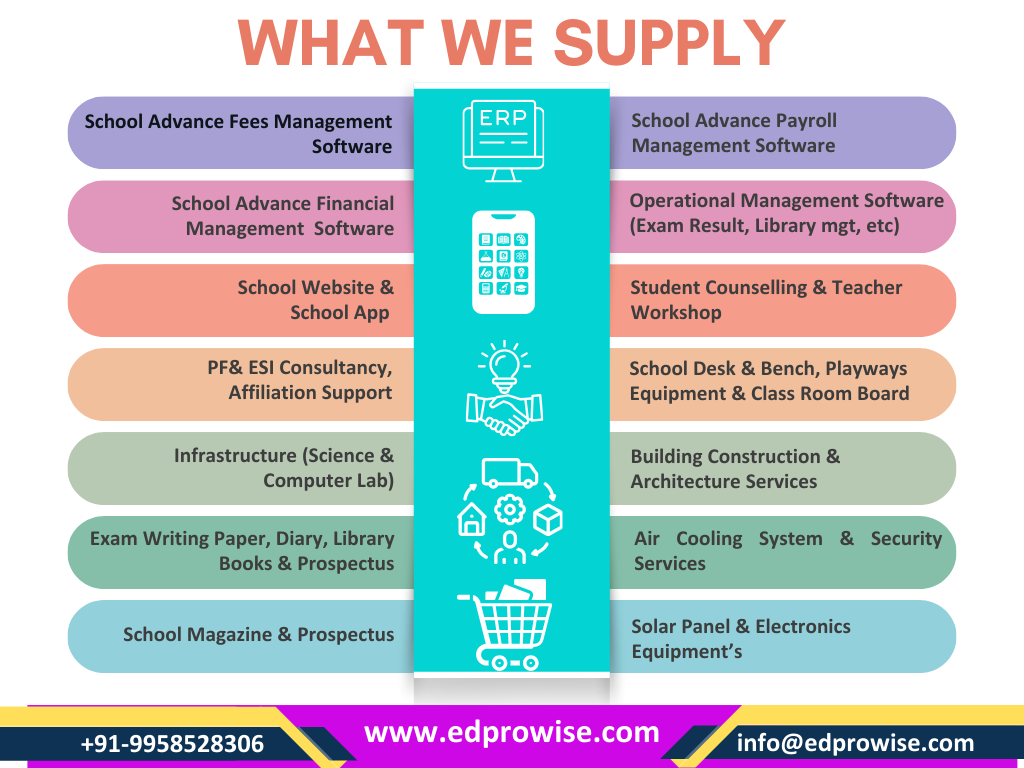 WHAT WE SUPPLY
School Advance Fees Management
Software
ERP
School Advance Payroll
Management Software
School Advance Financial
Management  Software
Operational Management Software
(Exam Result, Library mgt, etc)
School Website &
School App
Student Counselling & Teacher
Workshop
PF& ESI Consultancy,
Affiliation Support
School Desk & Bench, Playways
Equipment & Class Room Board
Infrastructure (Science &
Computer Lab)
Building Construction &
Architecture Services
Exam Writing Paper, Diary, Library
Books & Prospectus
Air Cooling System & Security
Services
School Magazine & Prospectus
Solar Panel & Electronics
Equipment’s
+91-9958528306
www.edprowise.com
info@edprowise.com